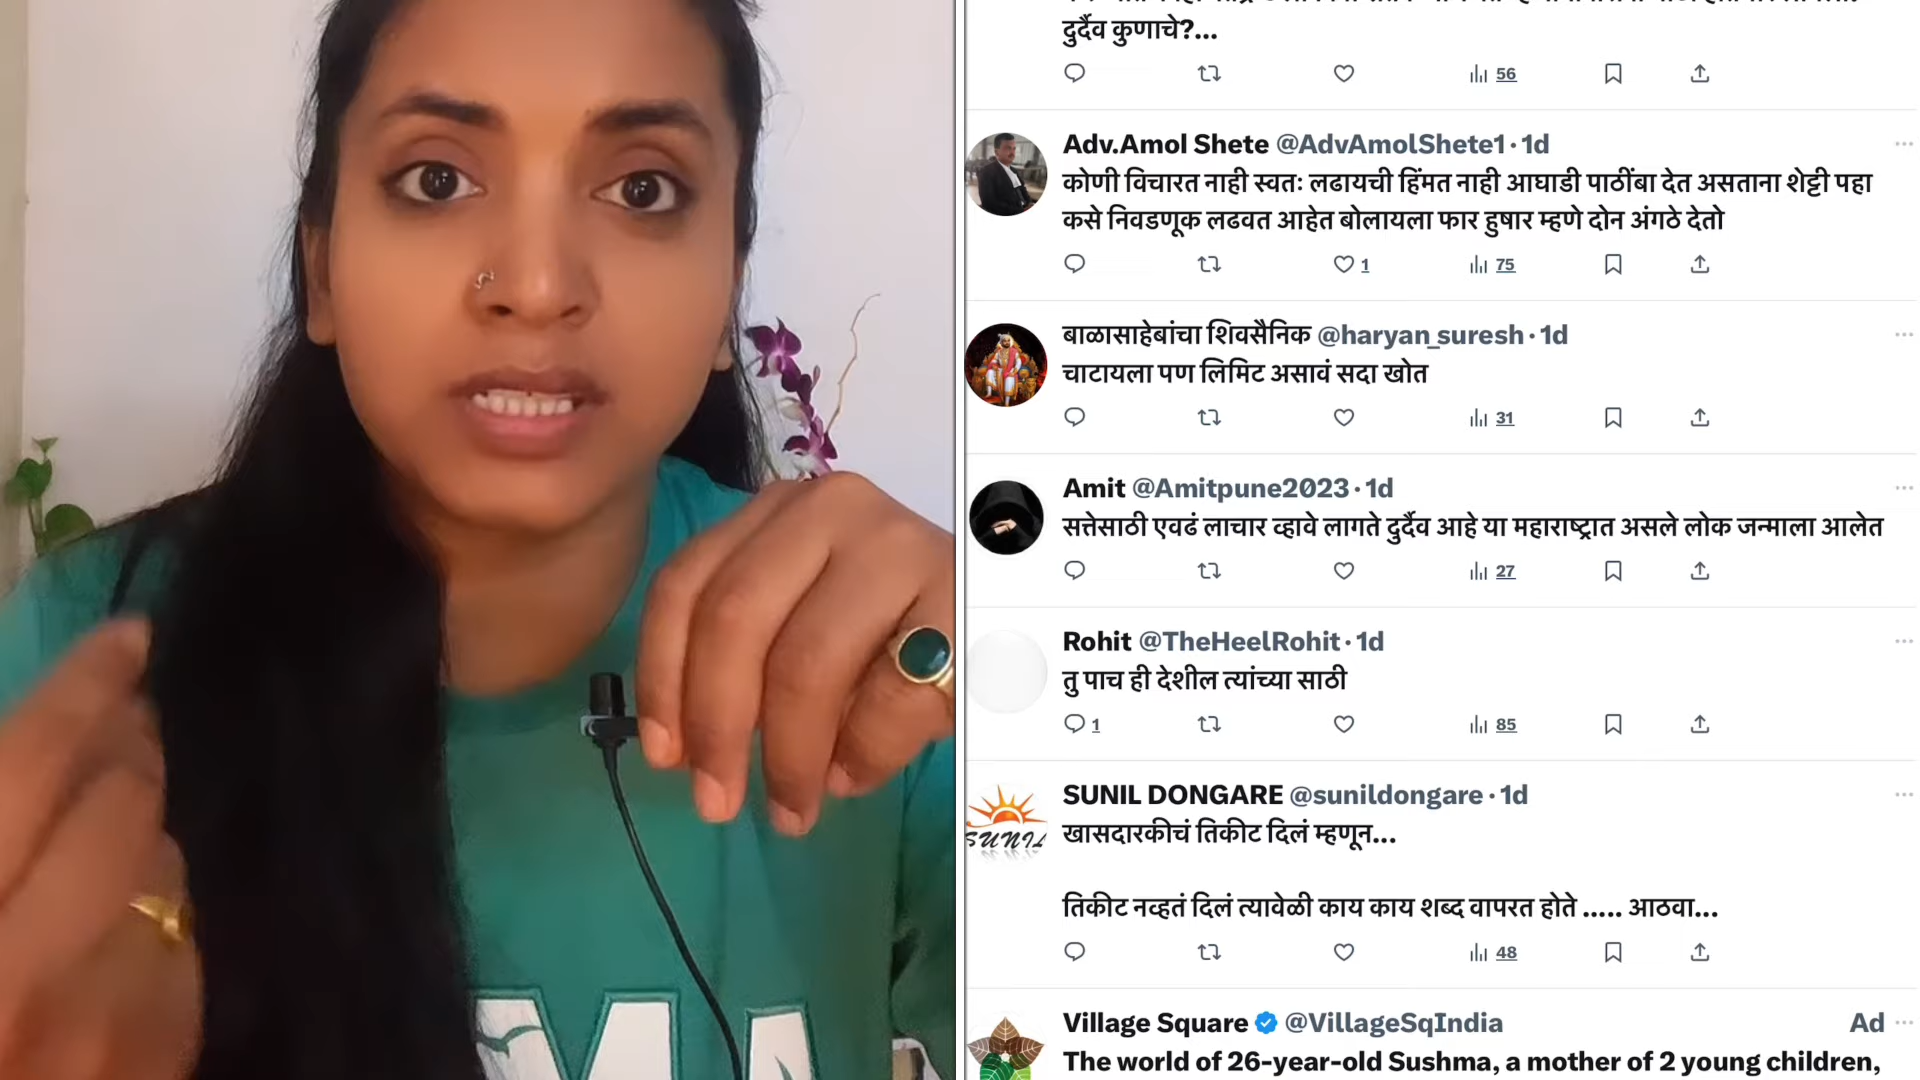 दुर्दैव कुणाचे?...
56
Adv.Amol Shete @AdvAmolShete1 · 1d
कोणी विचारत नाही स्वतः लढायची हिंमत नाही आघाडी पाठींबा देत असताना शेट्टी पहा
कसे निवडणूक लढवत आहेत बोलायला फार हुषार म्हणे दोन अंगठे देतो
1 75
बाळासाहेबांचा शिवसैनिक @haryan_suresh · 1d
चाटायला पण लिमिट असावं सदा खोत
31
Amit @Amitpune2023 · 1d
सत्तेसाठी एवढं लाचार व्हावे लागते दुर्दैव आहे या महाराष्ट्रात असले लोक जन्माला आलेत
27
Rohit @TheHeelRohit · 1d
तु पाच ही देशील त्यांच्या साठी
1 85
SUNIL DONGARE @sunildongare · 1d
SUNIL
खासदारकीचं तिकीट दिलं म्हणून...
तिकीट नव्हतं दिलं त्यावेळी काय काय शब्द वापरत होते ..... आठवा...
48
Village Square @VillageSqIndia Ad
The world of 26-year-old Sushma, a mother of 2 young children,